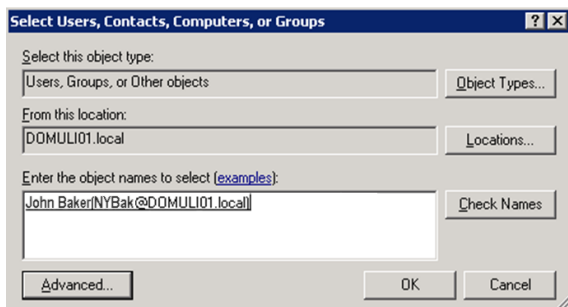 Select Users, Contacts, Computers, or Groups
Select this object type:
Users, Groups, or Other objects
Object Types...
From this location:
DOMULI01.local
Locations...
Enter the object names to select (examples):
John Baker(NYBak@DOMULI01.local)
Check Names
Advanced...
OK
Cancel